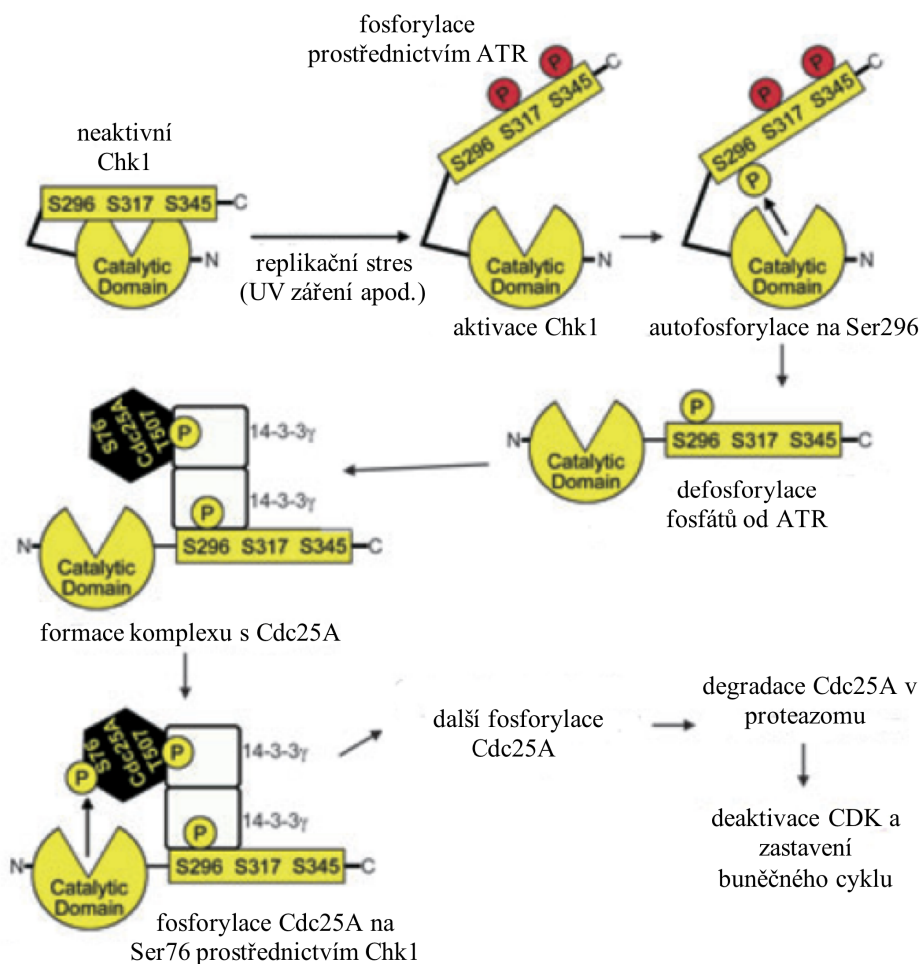 fosforylace
prostřednictvím ATR
neaktivní
Chk1
S296 S317 S345
C
Catalytic
Domain
N
replikační stres
(UV záření apod.)
P
P
C
S296 S317 S345
Catalytic
Domain
N
aktivace Chk1
P
P
C
S296 S317 S345
P
Catalytic
Domain
N
autofosforylace na Ser296
P
N
Catalytic
Domain
S296 S317 S345
C
defosforylace
fosfátů od ATR
S76
Cdc25A
T507
P
14-3-3γ
P
14-3-3γ
N
Catalytic
Domain
S296 S317 S345
C
formace komplexu s Cdc25A
S76
Cdc25A
T507
P
P
14-3-3γ
P
14-3-3γ
N
Catalytic
Domain
S296 S317 S345
C
fosforylace Cdc25A na
Ser76 prostřednictvím Chk1
další fosforylace
Cdc25A
degradace Cdc25A v
proteazomu
deaktivace CDK a
zastavení
buněčného cyklu